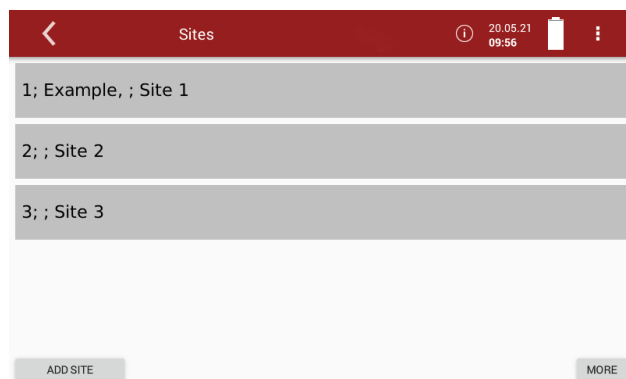 Sites
20.05.21
09:56
1; Example, ; Site 1
2; ; Site 2
3; ; Site 3
ADD SITE
MORE